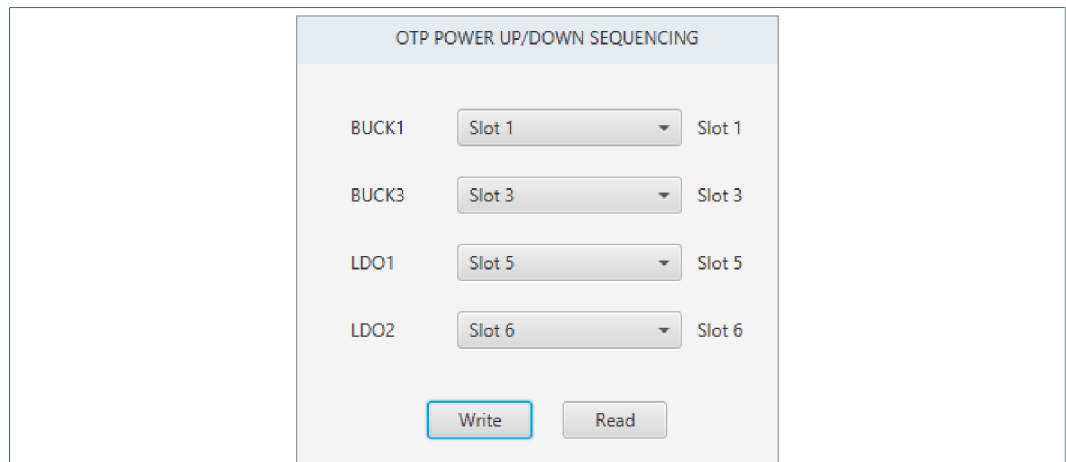 OTP POWER UP/DOWN SEQUENCING
BUCK1 Slot 1 Slot 1
BUCK3 Slot 3 Slot 3
LDO1 Slot 5 Slot 5
LDO2 Slot 6 Slot 6
Write Read